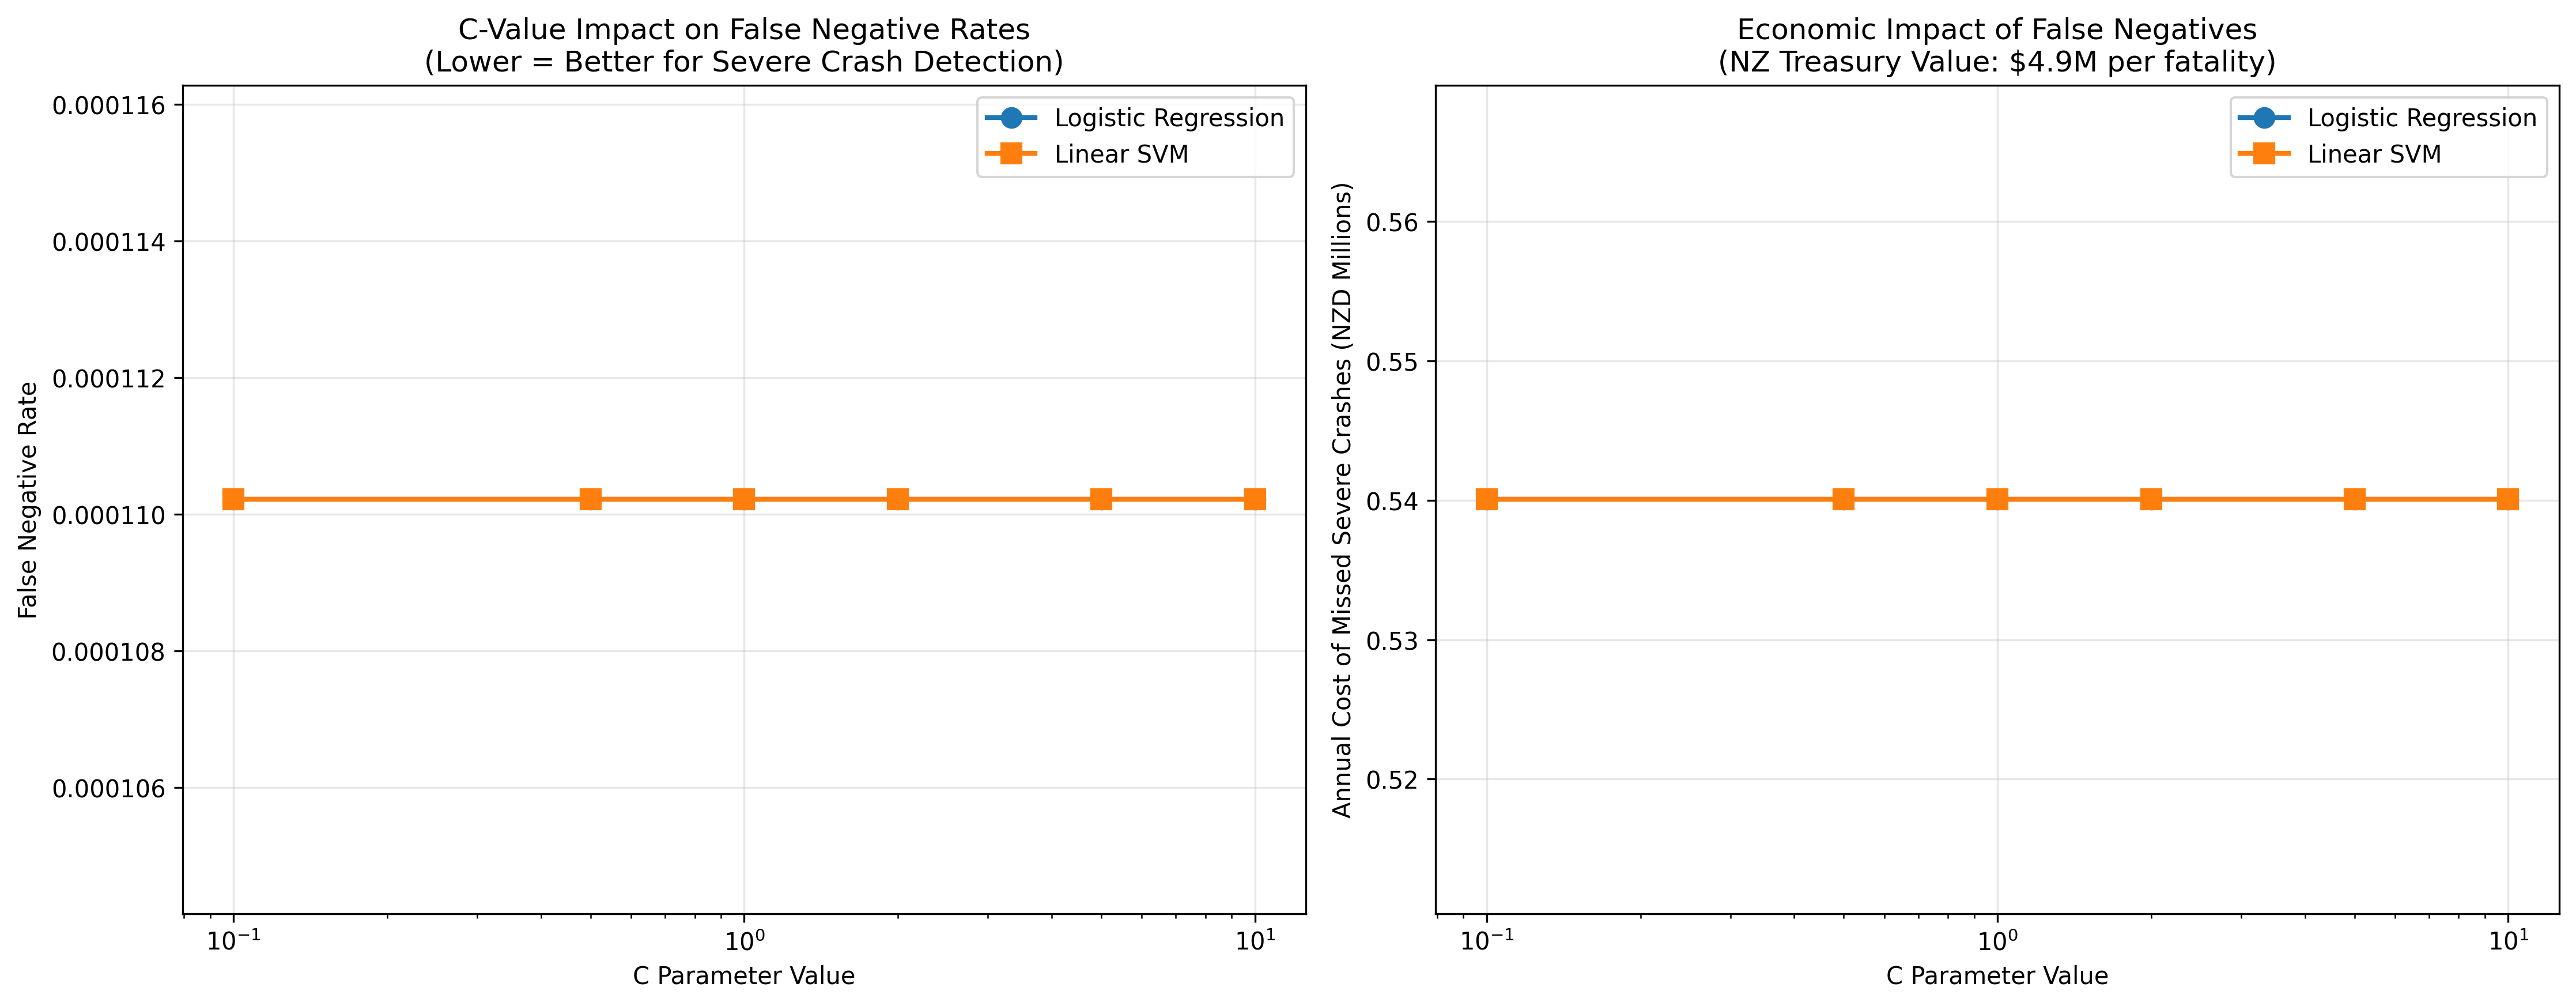 C-Value Impact on False Negative Rates
(Lower = Better for Severe Crash Detection)
False Negative Rate
0.000116
0.000114
0.000112
0.000110
0.000108
0.000106
Logistic Regression
Linear SVM
10⁻¹
10⁰
10¹
C Parameter Value
Economic Impact of False Negatives
(NZ Treasury Value: $4.9M per fatality)
Annual Cost of Missed Severe Crashes (NZD Millions)
0.56
0.55
0.54
0.53
0.52
Logistic Regression
Linear SVM
10⁻¹
10⁰
10¹
C Parameter Value